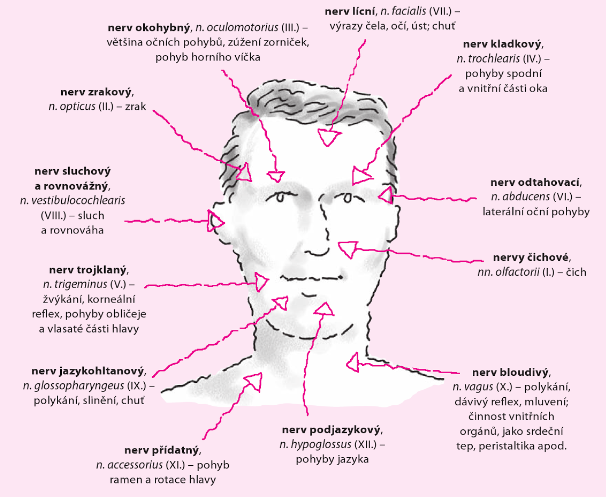 nerv lícní, n. facialis (VII.) –
výrazy čela, očí, úst; chuť
nerv okohybný, n. oculomotorius (III.) –
většina očních pohybů, zúžení zorniček,
pohyb horního víčka
nerv kladkový,
n. trochlearis (IV.) –
pohyby spodní
a vnitřní části oka
nerv zrakový,
n. opticus (II.) – zrak
nerv sluchový
a rovnovážný,
n. vestibulocochlearis
(VIII.) – sluch
a rovnováha
nerv odtahovací,
n. abducens (VI.) –
laterální oční pohyby
nervy čichové,
nn. olfactorii (I.) – čich
nerv trojklaný,
n. trigeminus (V.) –
žvýkání, korneální
reflex, pohyby obličeje
a vlasaté části hlavy
nerv jazykohltanový,
n. glossopharyngeus (IX.) –
polykání, slinění, chuť
nerv bloudivý,
n. vagus (X.) – polykání,
dávivý reflex, mluvení;
činnost vnitřních
orgánů, jako srdeční
tep, peristaltika apod.
nerv přídatný,
n. accessorius (XI.) – pohyb
ramen a rotace hlavy
nerv podjazykový,
n. hypoglossus (XII.) –
pohyby jazyka